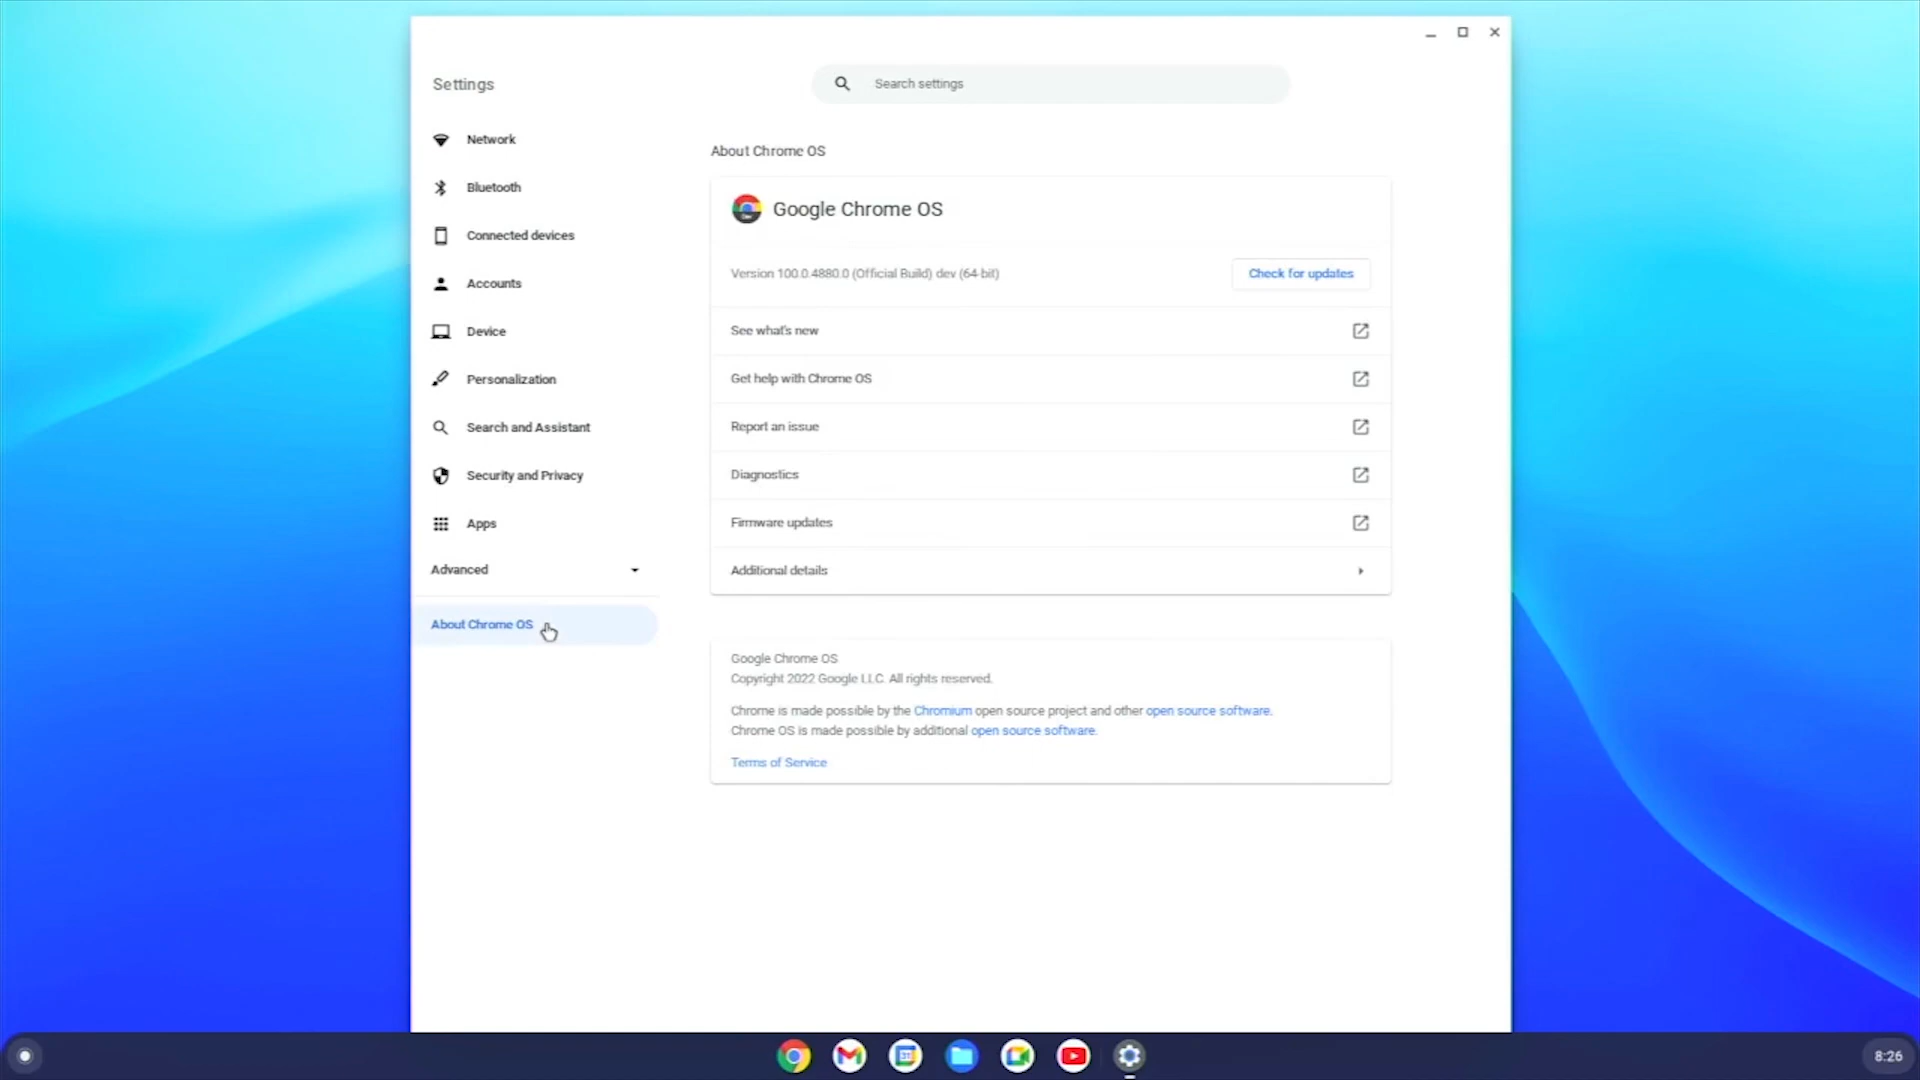 Settings
Search settings
Network
Bluetooth
Connected devices
Accounts
Device
Personalization
Search and Assistant
Security and Privacy
Apps
Advanced
About Chrome OS
About Chrome OS
Google Chrome OS
Version 100.0.4880.0 (Official Build) dev (64-bit)
Check for updates
See what's new
Get help with Chrome OS
Report an issue
Diagnostics
Firmware updates
Additional details
Google Chrome OS
Copyright 2022 Google LLC. All rights reserved.
Chrome is made possible by the Chromium open source project and other open source software.
Chrome OS is made possible by additional open source software.
Terms of Service
31
8:26